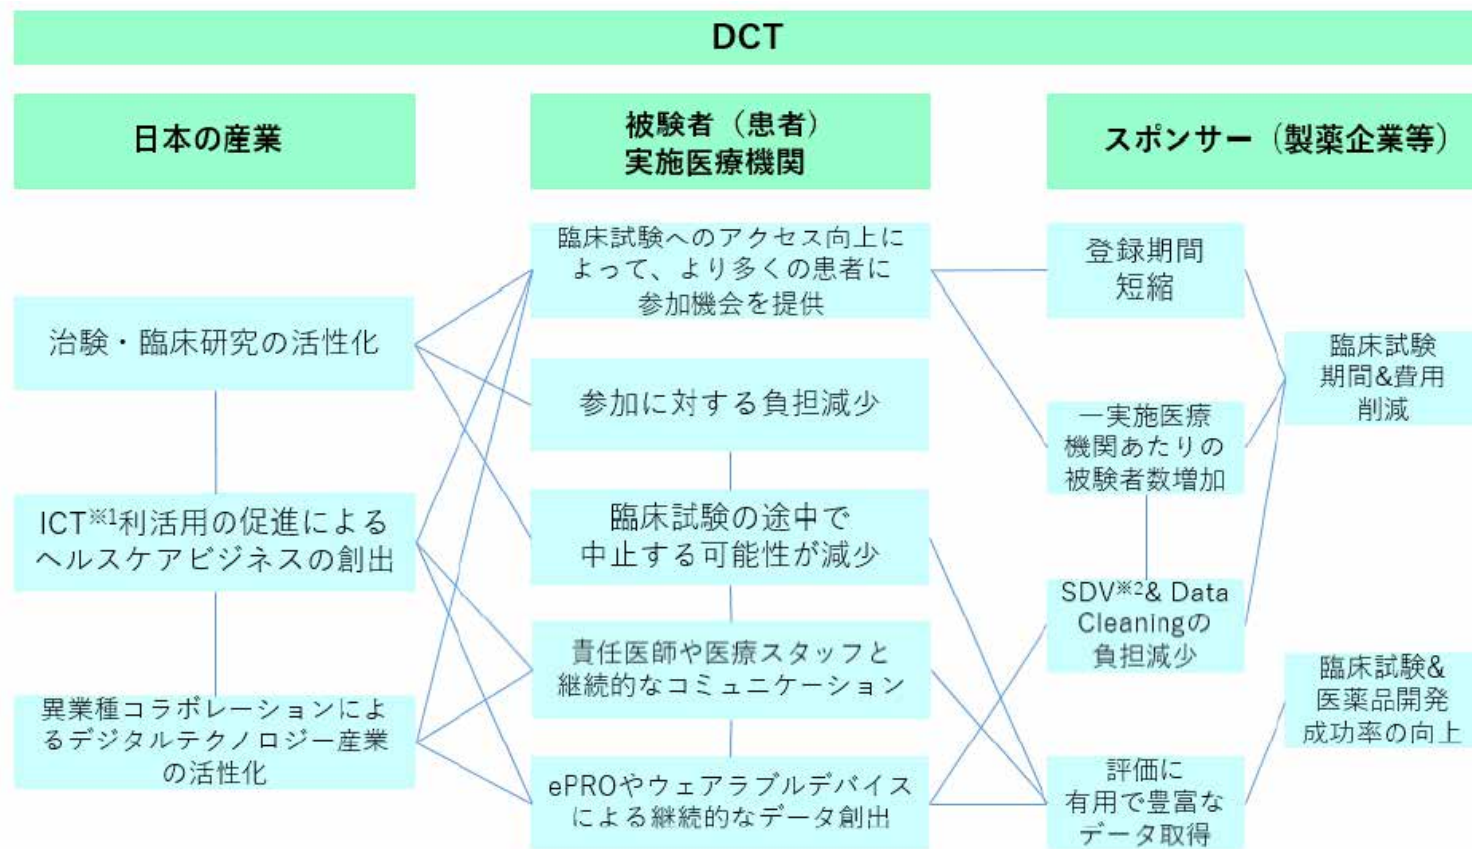 DCT
日本の産業
被験者（患者）
実施医療機関
スポンサー（製薬企業等）
治験・臨床研究の活性化
ICT※1利活用の促進による
ヘルスケアビジネスの創出
異業種コラボレーションによ
るデジタルテクノロジー産業
の活性化
臨床試験へのアクセス向上に
よって、より多くの患者に
参加機会を提供
参加に対する負担減少
臨床試験の途中で
中止する可能性が減少
責任医師や医療スタッフと
継続的なコミュニケーション
ePROやウェアラブルデバイス
による継続的なデータ創出
登録期間
短縮
一実施医療
機関あたりの
被験者数増加
SDV※2& Data
Cleaningの
負担減少
評価に
有用で豊富な
データ取得
臨床試験
期間&費用
削減
臨床試験&
医薬品開発
成功率の向上